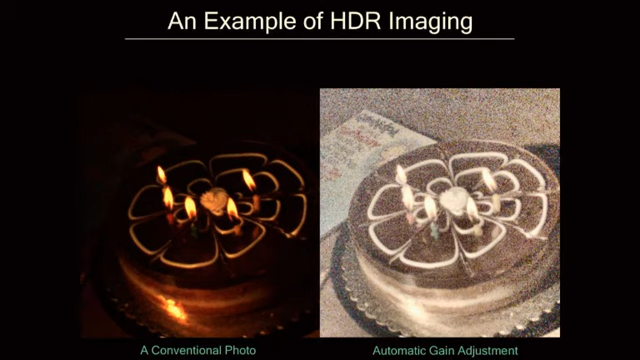 An Example of HDR Imaging
A Conventional Photo
Automatic Gain Adjustment